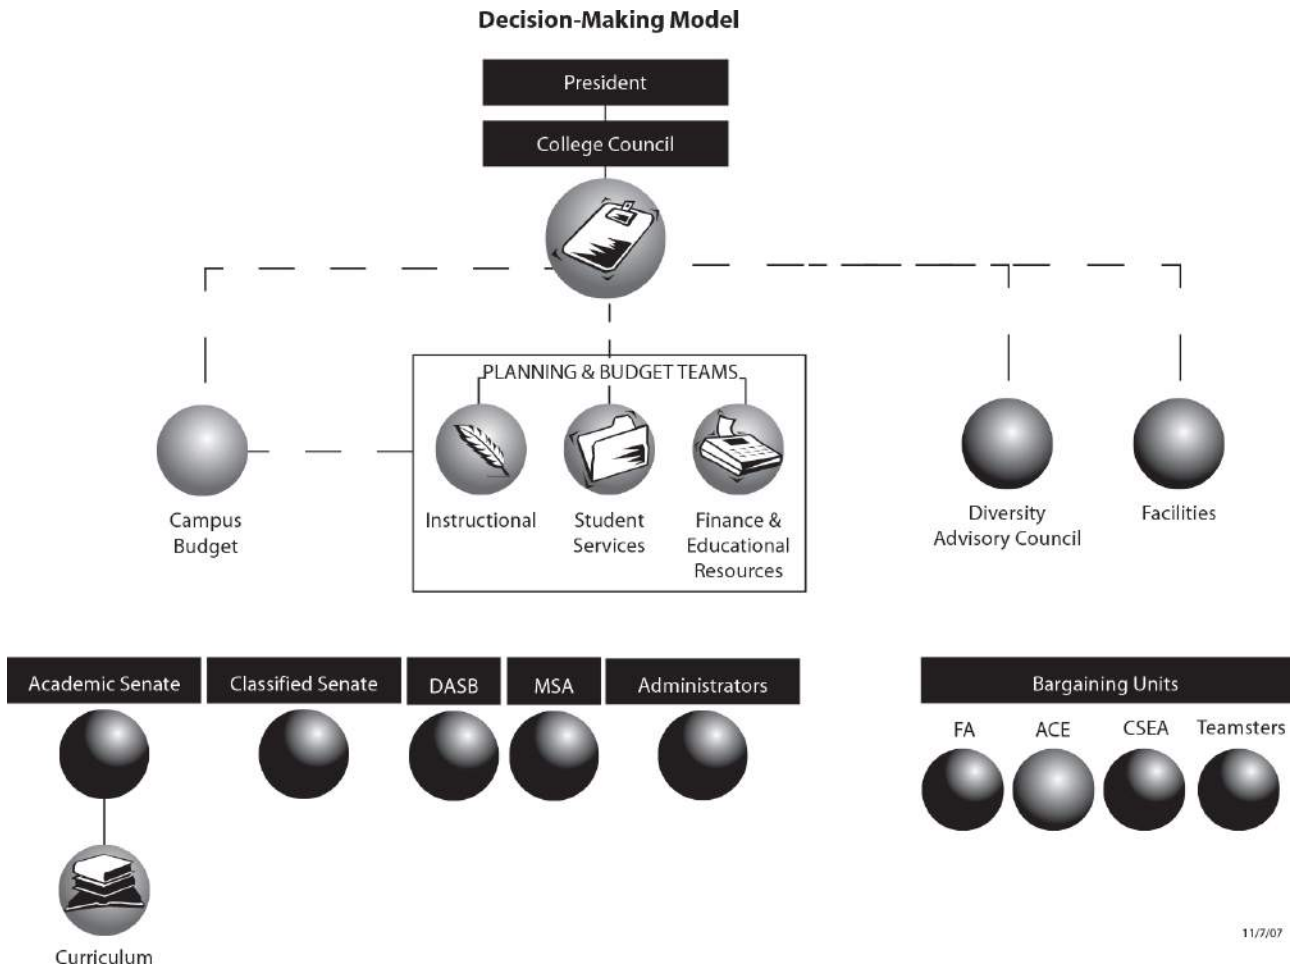 Decision-Making Model
President
College Council
PLANNING & BUDGET TEAMS
Campus
Budget
Instructional
Student
Services
Finance &
Educational
Resources
Diversity
Advisory Council
Facilities
Academic Senate
Classified Senate
DASB
MSA
Administrators
Bargaining Units
FA
ACE
CSEA
Teamsters
Curriculum
11/7/07